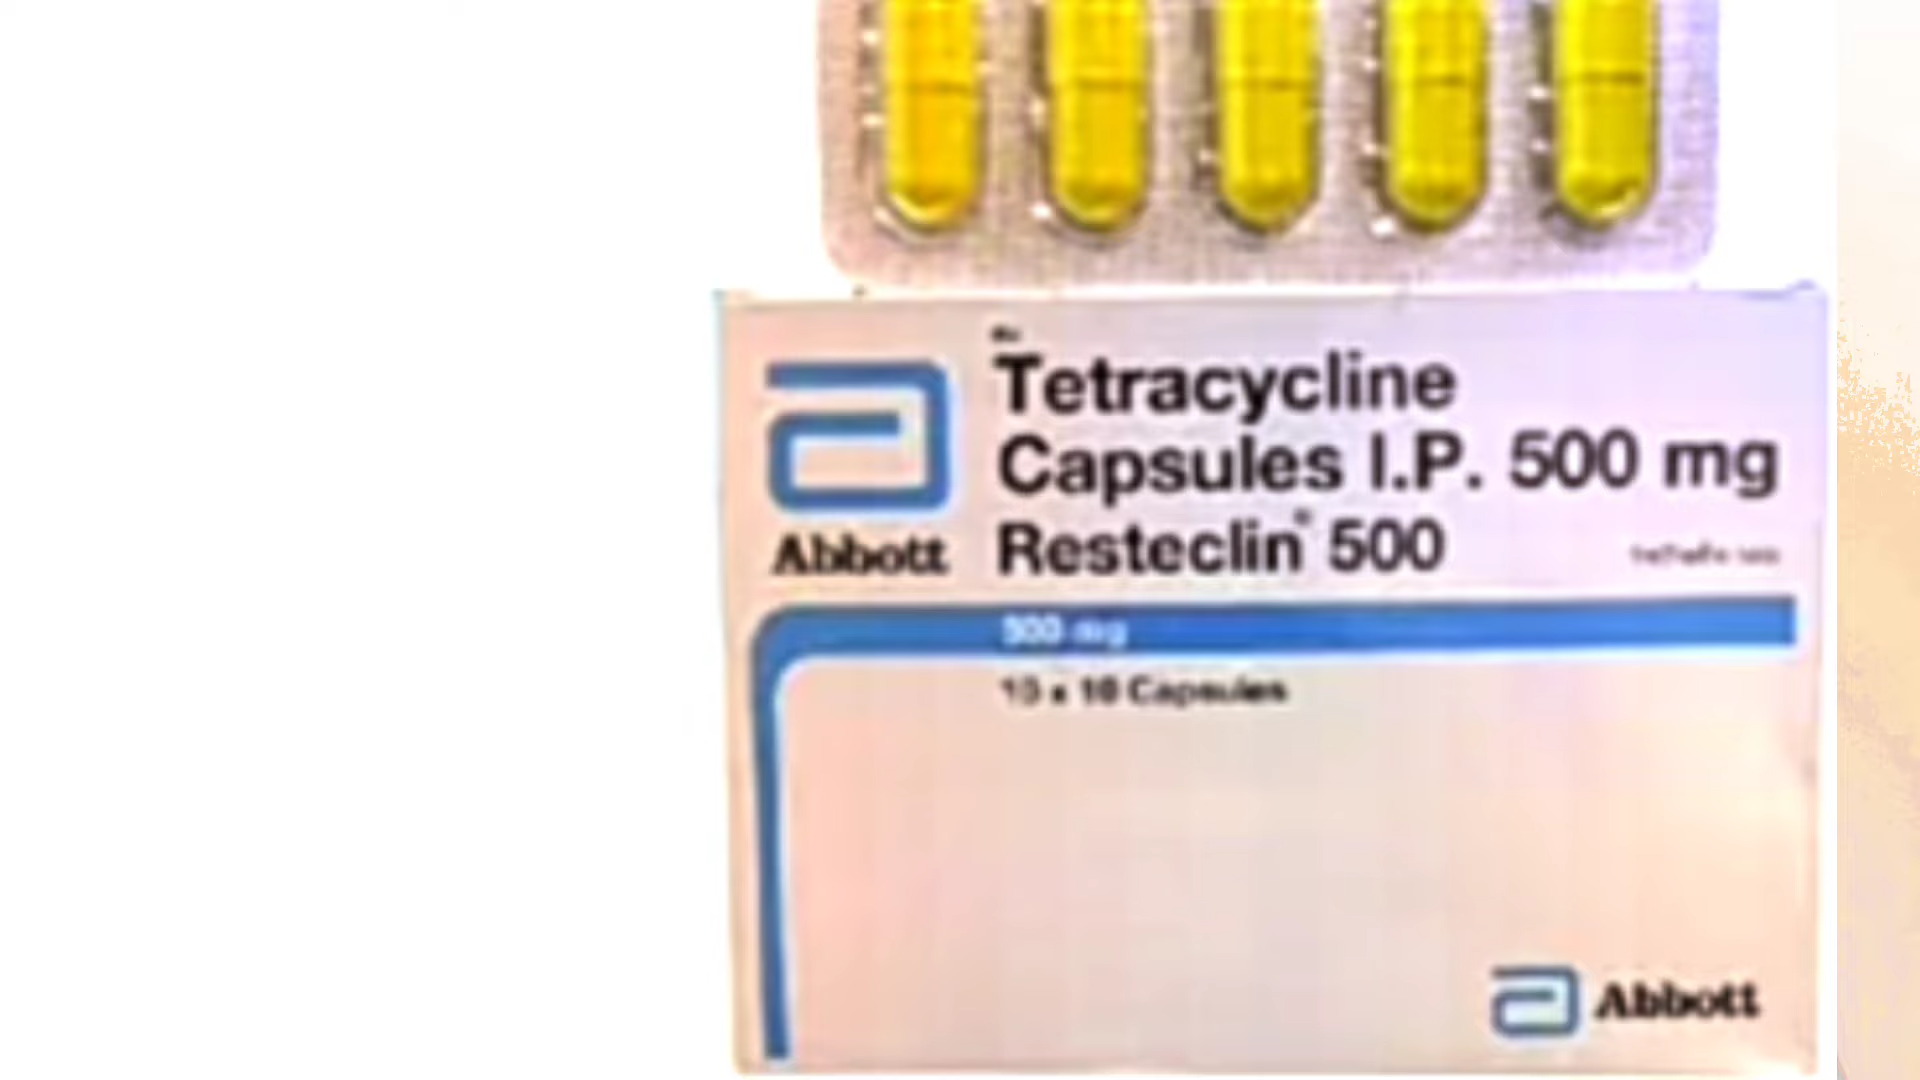 Tetracycline
Capsules I.P. 500 mg
Resteclin® 500
Abbott
500 mg
10 x 10 Capsules
Abbott